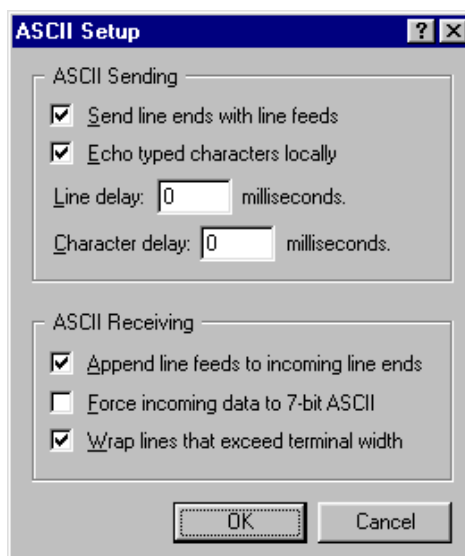 ASCII Setup
ASCII Sending
Send line ends with line feeds
Echo typed characters locally
Line delay: 0 milliseconds.
Character delay: 0 milliseconds.
ASCII Receiving
Append line feeds to incoming line ends
Force incoming data to 7-bit ASCII
Wrap lines that exceed terminal width
OK Cancel